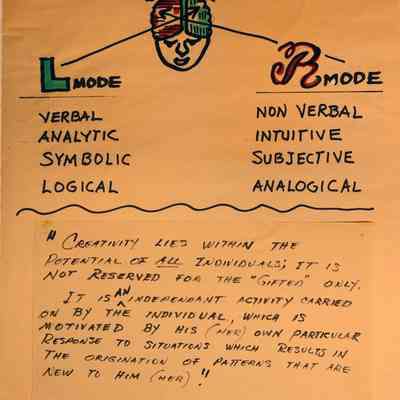 L MODE R MODE
VERBAL NON VERBAL
ANALYTIC INTUITIVE
SYMBOLIC SUBJECTIVE
LOGICAL ANALOGICAL
" CREATIVITY LIES WITHIN THE
POTENTIAL OF ALL INDIVIDUALS; IT IS
NOT RESERVED FOR THE "GIFTED" ONLY.
IT IS AN INDEPENDANT ACTIVITY CARRIED
ON BY THE INDIVIDUAL, WHICH IS
MOTIVATED BY HIS (HER) OWN PARTICULAR
RESPONSE TO SITUATIONS WHICH RESULTS IN
THE ORIGINATION OF PATTERNS THAT ARE
NEW TO HIM (HER) !"